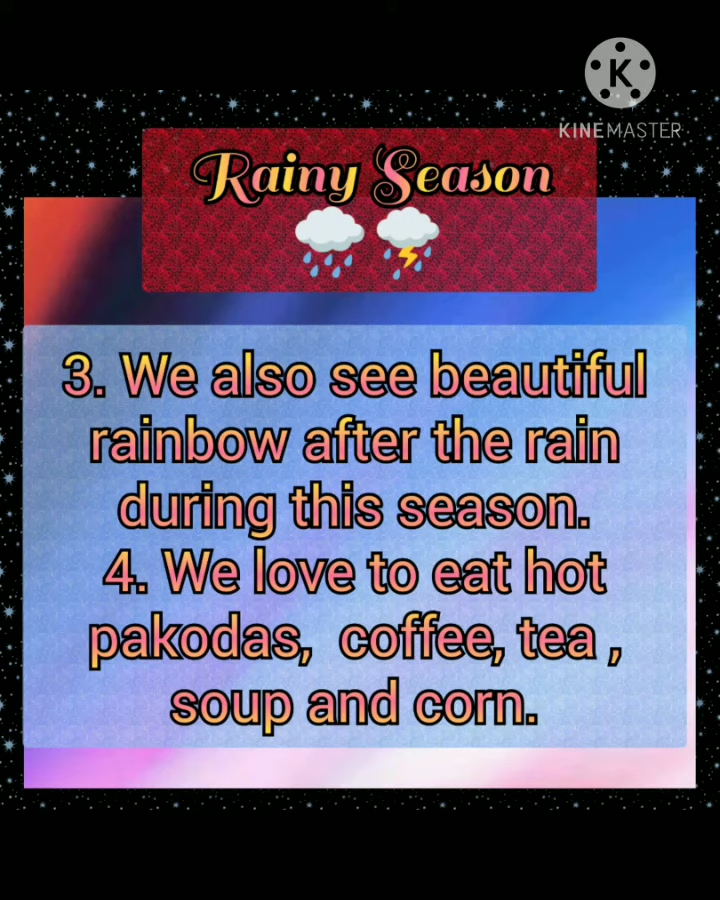 K
KINEMASTER
Rainy Season
3. We also see beautiful
rainbow after the rain
during this season.
4. We love to eat hot
pakodas,  coffee, tea ,
soup and corn.